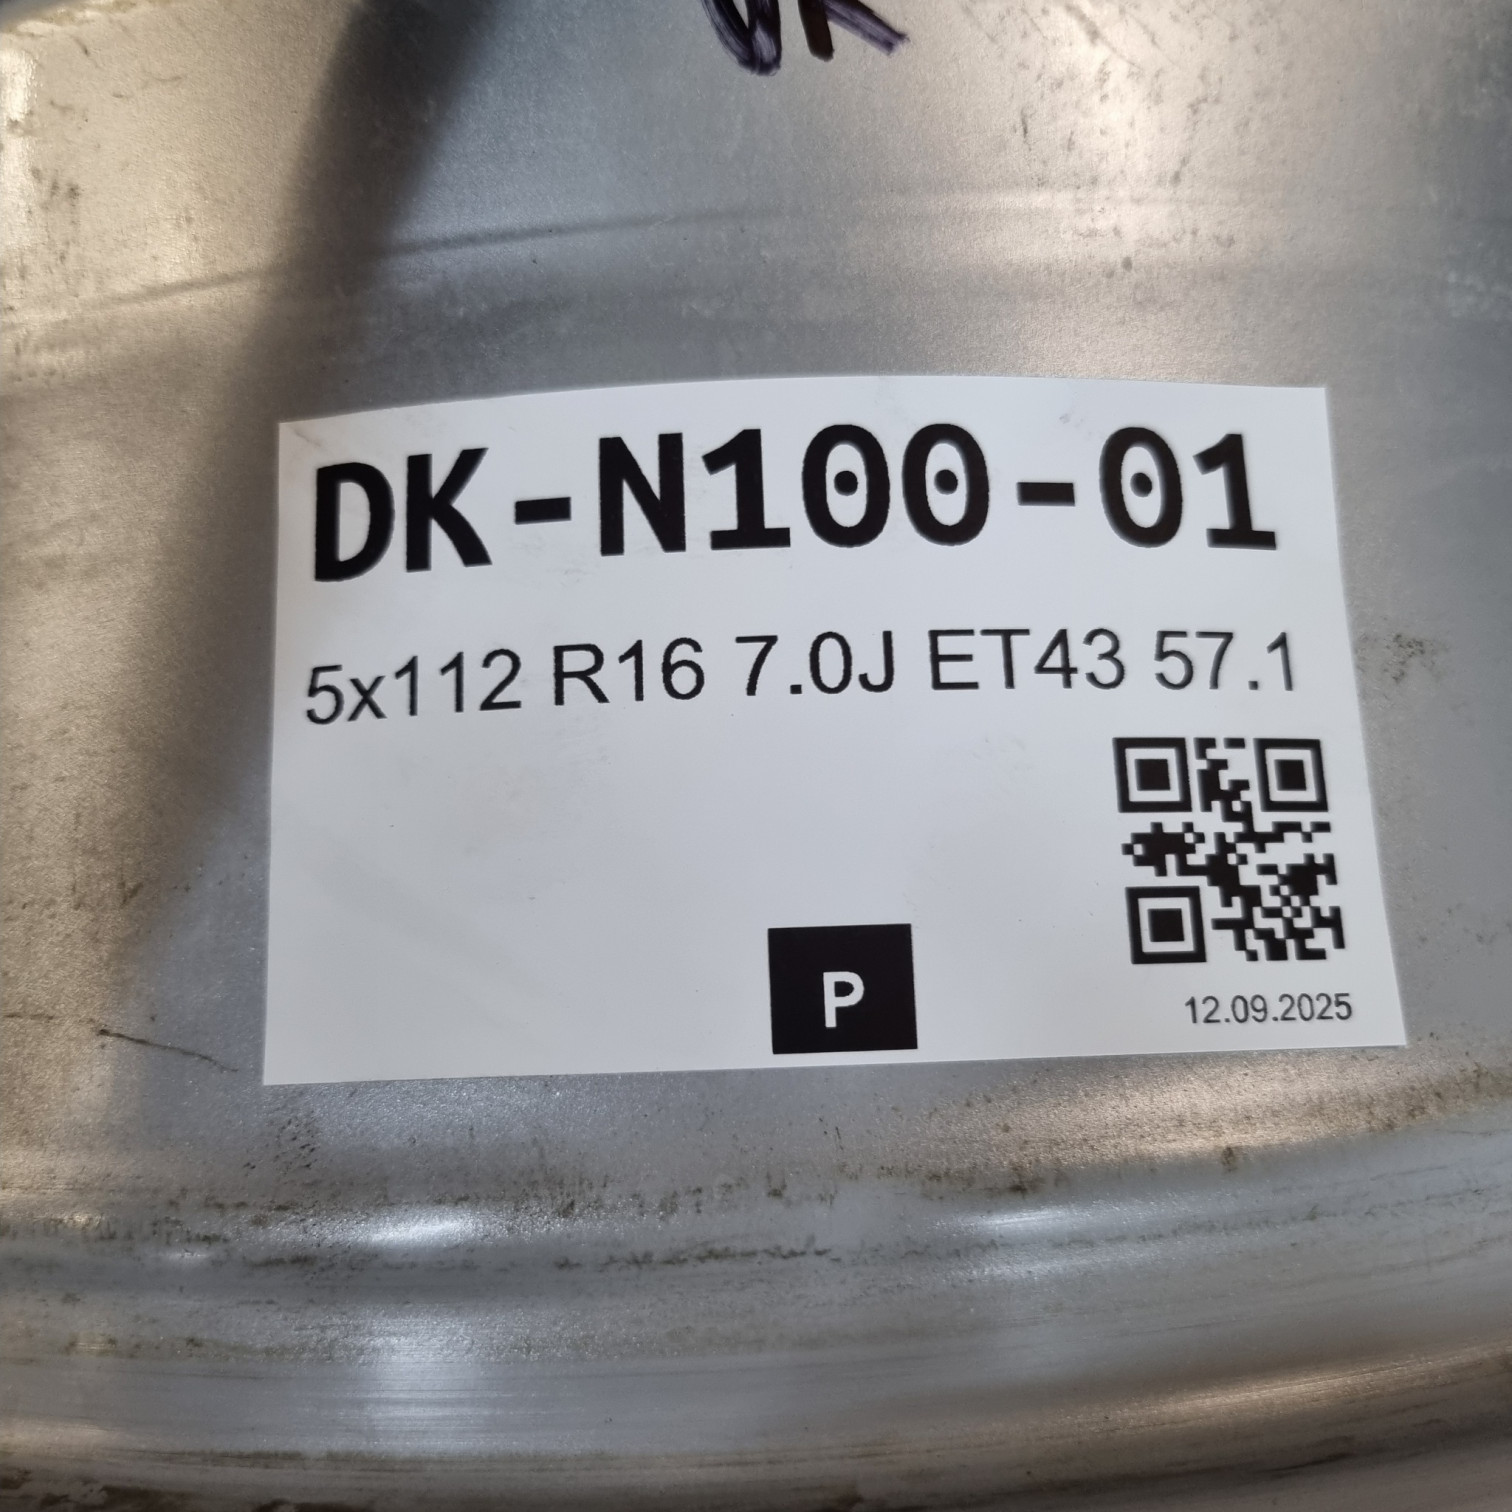 DK-N100-01
5x112 R16 7.0J ET43 57.1
P
12.09.2025